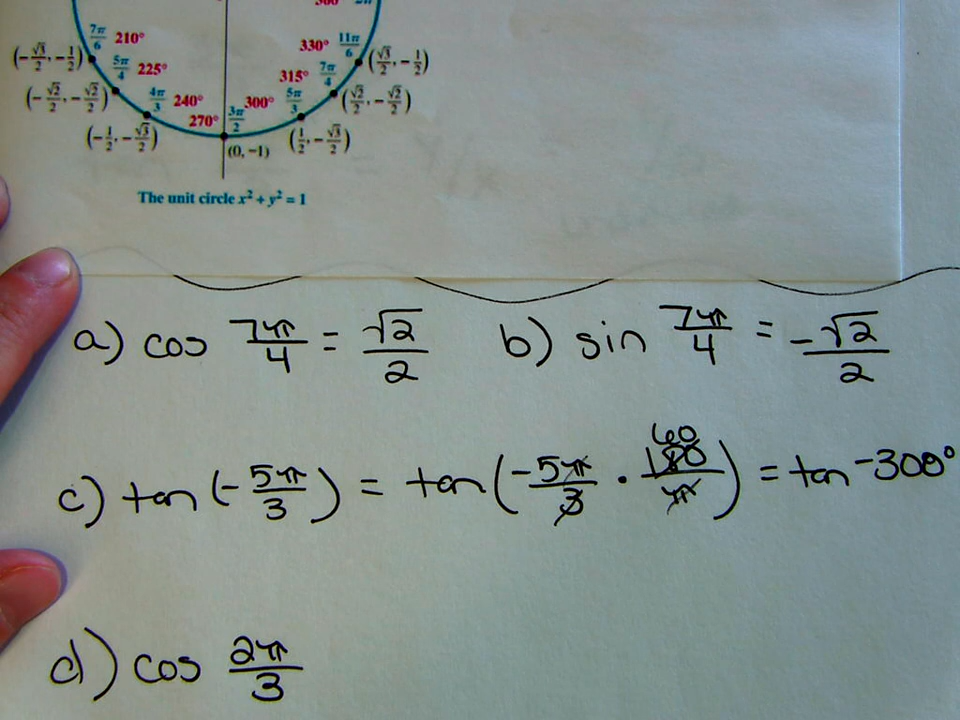 360° 2π
7π/6 210° 330° 11π/6
(-√3/2, -1/2) (√3/2, -1/2)
5π/4 225° 315° 7π/4
(-√2/2, -√2/2) (√2/2, -√2/2)
4π/3 240° 300° 5π/3
270° 3π/2
(-1/2, -√3/2) (0, -1) (1/2, -√3/2)
The unit circle x² + y² = 1
a) cos 7π/4 = √2/2 b) sin 7π/4 = -√2/2
60
c) tan (-5π/3) = tan (-5π/3 · 180/π) = tan -300°
d) cos 2π/3